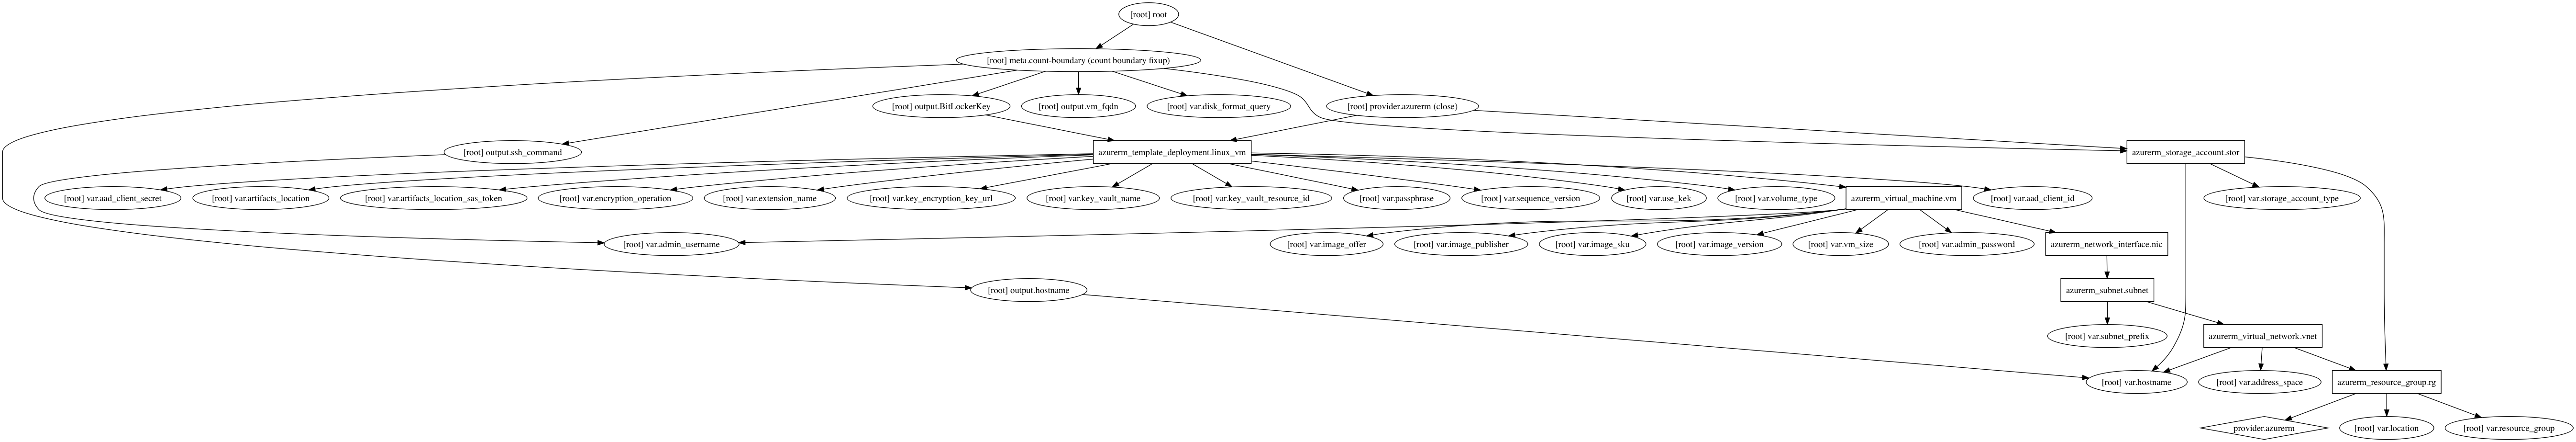 [root] root
[root] meta.count-boundary (count boundary fixup)
[root] output.BitLockerKey
[root] output.vm_fqdn
[root] var.disk_format_query
[root] provider.azurerm (close)
[root] output.ssh_command
azurerm_template_deployment.linux_vm
azurerm_storage_account.stor
[root] var.aad_client_secret
[root] var.artifacts_location
[root] var.artifacts_location_sas_token
[root] var.encryption_operation
[root] var.extension_name
[root] var.key_encryption_key_url
[root] var.key_vault_name
[root] var.key_vault_resource_id
[root] var.passphrase
[root] var.sequence_version
[root] var.use_kek
[root] var.volume_type
azurerm_virtual_machine.vm
[root] var.aad_client_id
[root] var.storage_account_type
[root] var.admin_username
[root] var.image_offer
[root] var.image_publisher
[root] var.image_sku
[root] var.image_version
[root] var.vm_size
[root] var.admin_password
azurerm_network_interface.nic
[root] output.hostname
azurerm_subnet.subnet
[root] var.subnet_prefix
azurerm_virtual_network.vnet
[root] var.hostname
[root] var.address_space
azurerm_resource_group.rg
provider.azurerm
[root] var.location
[root] var.resource_group